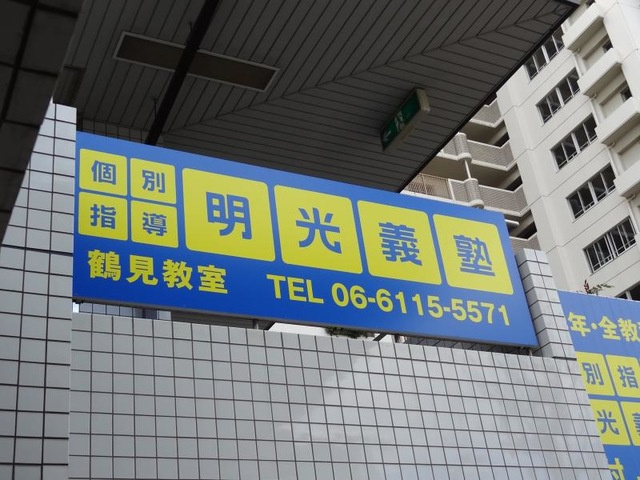 個別
指導
明光義塾
鶴見教室 TEL 06-6115-5571
年・全教
別指
光